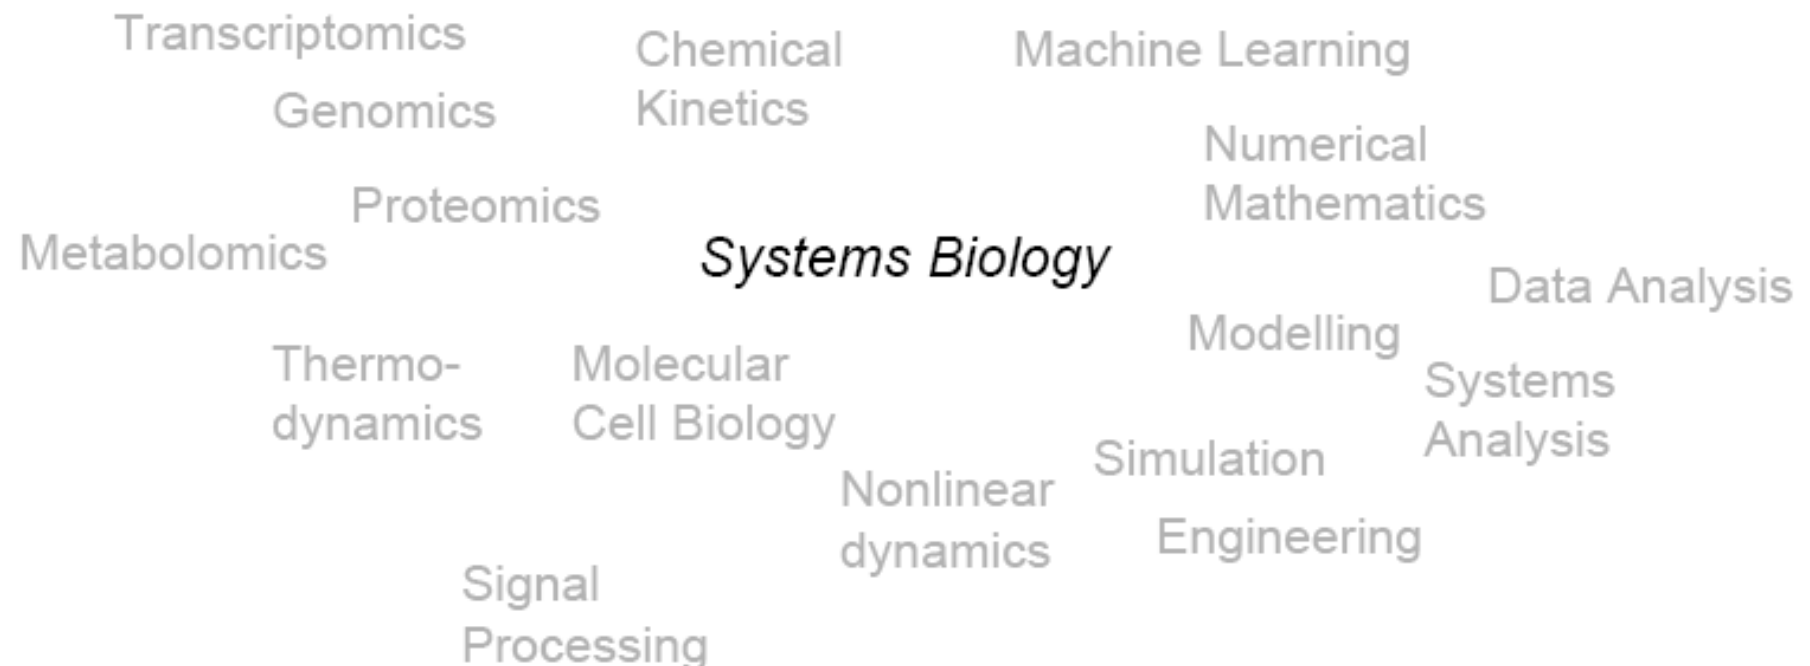 Transcriptomics
Chemical
Kinetics
Machine Learning
Genomics
Numerical
Mathematics
Proteomics
Metabolomics
Systems Biology
Data Analysis
Modelling
Thermo-
dynamics
Molecular
Cell Biology
Systems
Analysis
Simulation
Nonlinear
dynamics
Engineering
Signal
Processing